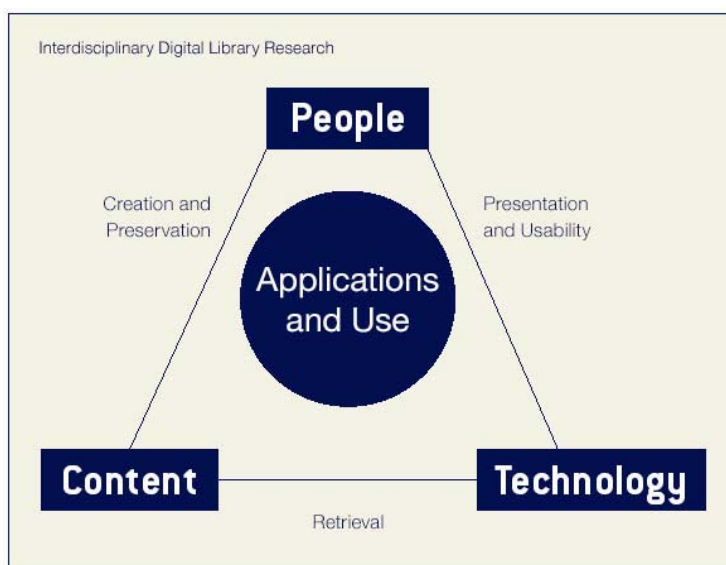 Interdisciplinary Digital Library Research
People
Creation and
Preservation
Presentation
and Usability
Applications
and Use
Content
Technology
Retrieval